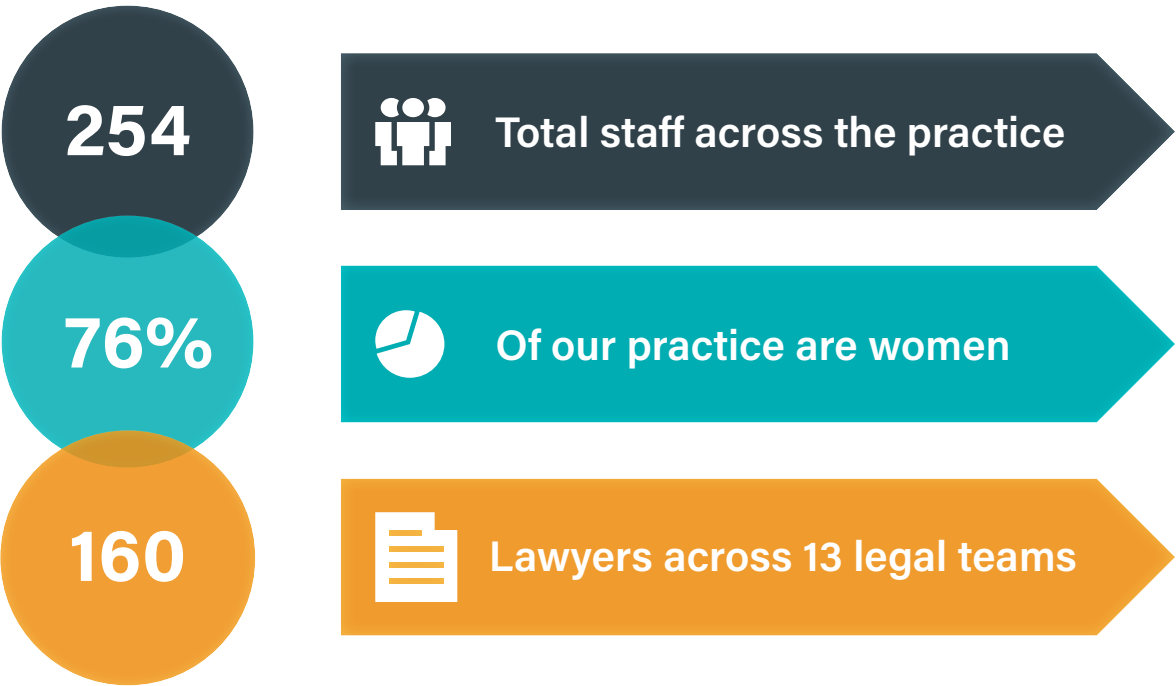 254
Total staff across the practice
76%
Of our practice are women
160
Lawyers across 13 legal teams